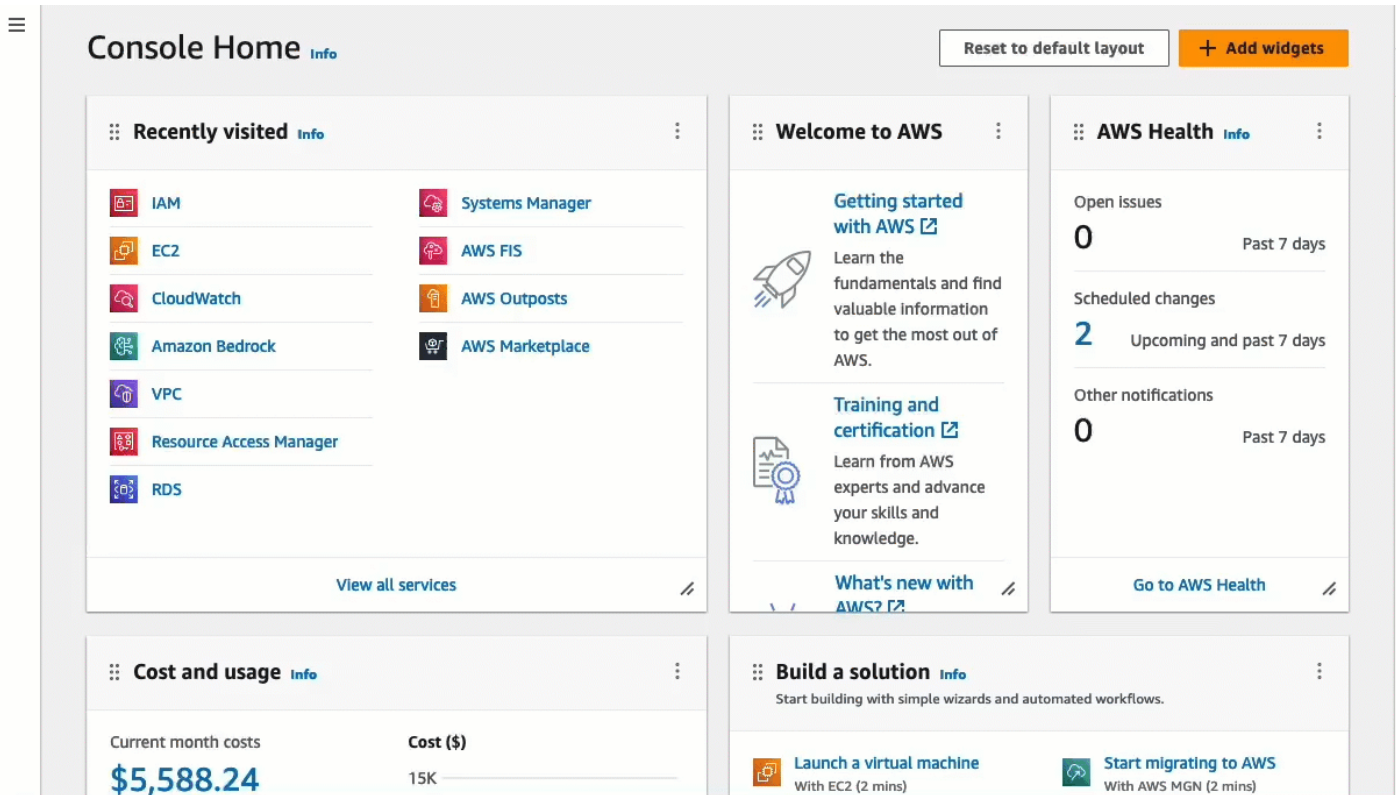 Console Home Info
Reset to default layout
+ Add widgets
Recently visited Info
IAM
EC2
CloudWatch
Amazon Bedrock
VPC
Resource Access Manager
RDS
Systems Manager
AWS FIS
AWS Outposts
AWS Marketplace
View all services
Welcome to AWS
Getting started
with AWS
Learn the
fundamentals and find
valuable information
to get the most out of
AWS.
Training and
certification
Learn from AWS
experts and advance
your skills and
knowledge.
What's new with
AWS?
AWS Health Info
Open issues
0 Past 7 days
Scheduled changes
2 Upcoming and past 7 days
Other notifications
0 Past 7 days
Go to AWS Health
Cost and usage Info
Current month costs
$5,588.24
Cost ($)
15K
Build a solution Info
Start building with simple wizards and automated workflows.
Launch a virtual machine
With EC2 (2 mins)
Start migrating to AWS
With AWS MGN (2 mins)